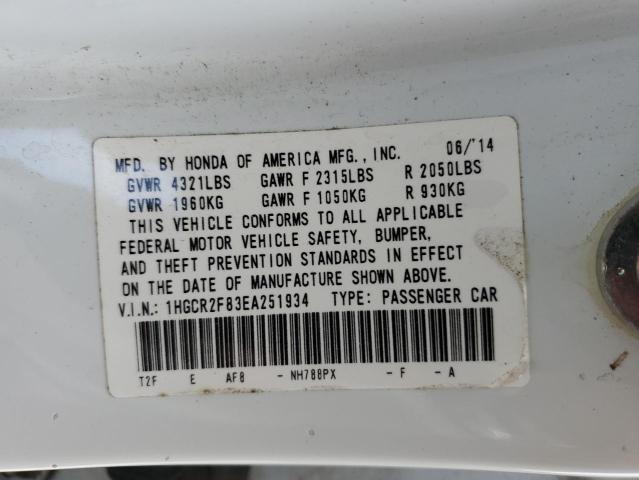 MFD. BY HONDA OF AMERICA MFG., INC. 06/'14
GVWR 4321LBS GAWR F 2315LBS R 2050LBS
GVWR 1960KG GAWR F 1050KG R 930KG
THIS VEHICLE CONFORMS TO ALL APPLICABLE
FEDERAL MOTOR VEHICLE SAFETY, BUMPER,
AND THEFT PREVENTION STANDARDS IN EFFECT
ON THE DATE OF MANUFACTURE SHOWN ABOVE.
V.I.N.: 1HGCR2F83EA251934 TYPE: PASSENGER CAR
T2F E AF8 - NH788PX - F - A